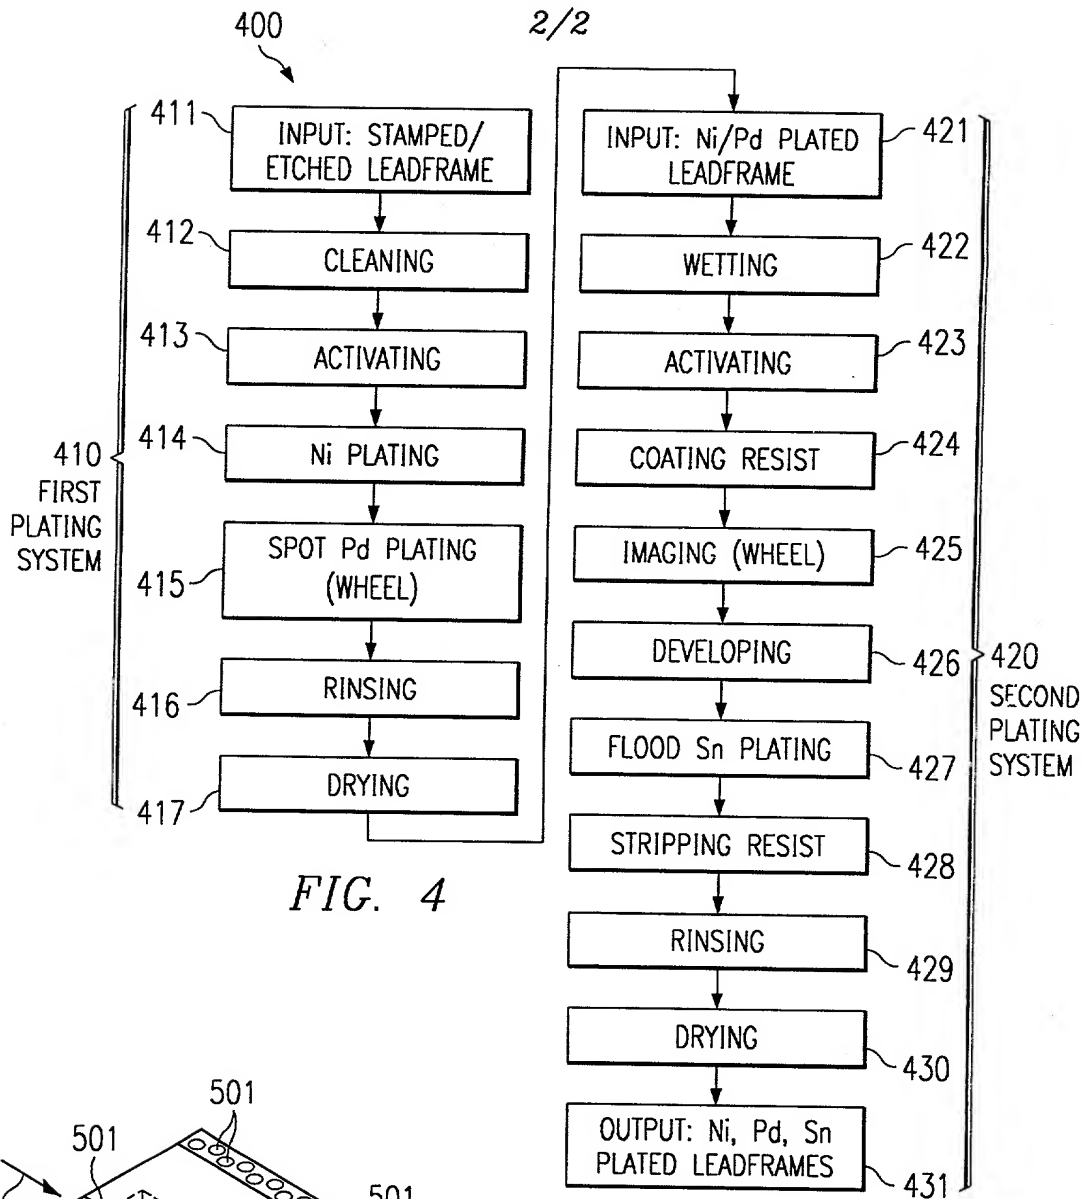 2/2
400
411
INPUT: STAMPED/
ETCHED LEADFRAME
412
CLEANING
413
ACTIVATING
414
Ni PLATING
410
FIRST
PLATING
SYSTEM
415
SPOT Pd PLATING
(WHEEL)
416
RINSING
417
DRYING
FIG. 4
INPUT: Ni/Pd PLATED
LEADFRAME
421
WETTING
422
ACTIVATING
423
COATING RESIST
424
IMAGING (WHEEL)
425
DEVELOPING
426
420
SECOND
PLATING
SYSTEM
FLOOD Sn PLATING
427
STRIPPING RESIST
428
RINSING
429
DRYING
430
OUTPUT: Ni, Pd, Sn
PLATED LEADFRAMES
431
501
501
501